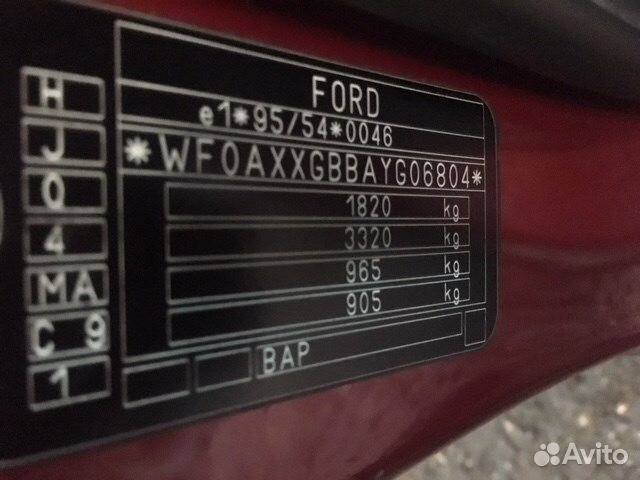 FORD
e1*95/54*0046
*WF0AXXGBBAYG06804*
1820 kg
3320 kg
965 kg
905 kg
BAP
H
J
0
4
MA
C 9
1
Avito